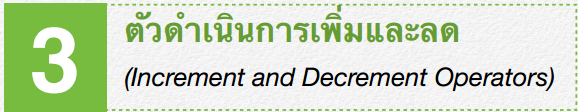 3
ตัวดำเนินการเพิ่มและลด
(Increment and Decrement Operators)